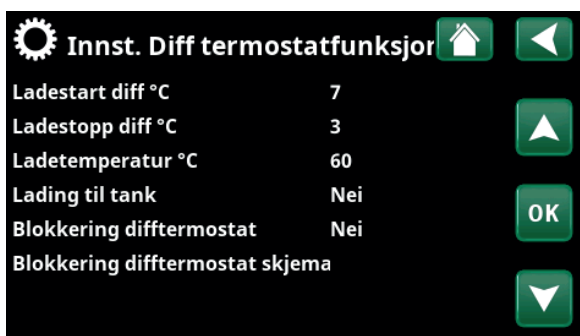 Innst. Diff termostatfunksjon
Ladestart diff °C 7
Ladestopp diff °C 3
Ladetemperatur °C 60
Lading til tank Nei
Blokkering difftermostat Nei
OK
Blokkering difftermostat skjema